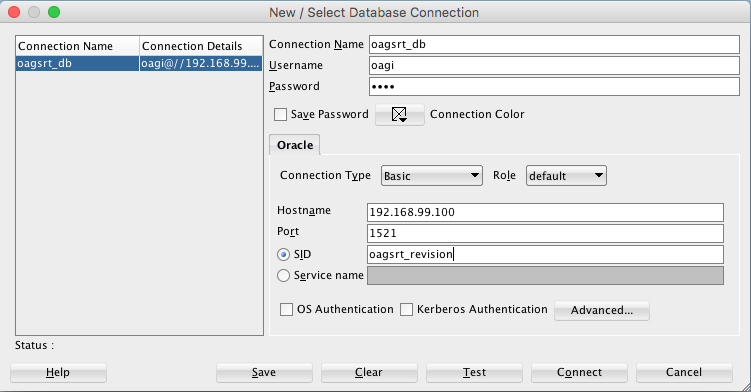 New / Select Database Connection
Connection Name Connection Details
oagsrt_db oagi@//192.168.99....
Connection Name oagsrt_db
Username oagi
Password ••••
Save Password Connection Color
Oracle
Connection Type Basic Role default
Hostname 192.168.99.100
Port 1521
SID oagsrt_revision
Service name
OS Authentication Kerberos Authentication Advanced...
Status :
Help Save Clear Test Connect Cancel